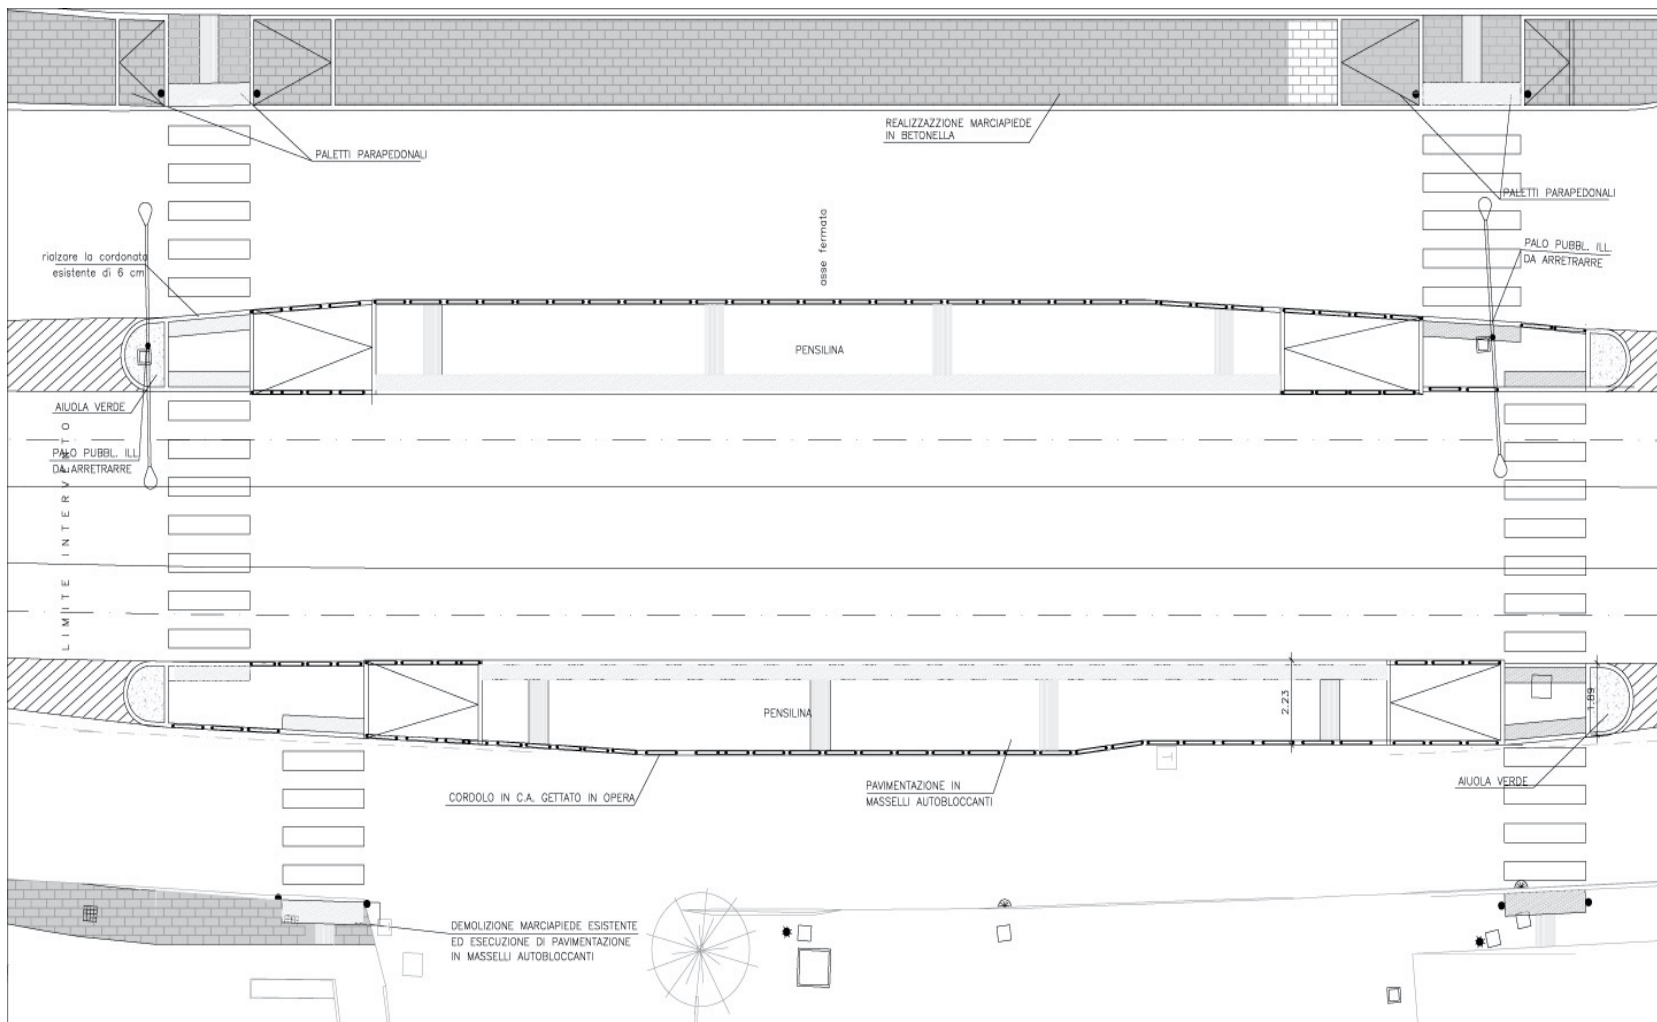 REALIZZAZZIONE MARCIAPIEDE
IN BETONELLA
PALETTI PARAPEDONALI
PALETTI PARAPEDONALI
asse fermata
rialzare la cordonata
esistente di 6 cm
PALO PUBBL. ILL.
DA ARRETRARRE
PENSILINA
AIUOLA VERDE
PALO PUBBL. ILL.
DA ARRETRARRE
LIMITE INTERVENTO
2.23
1.89
PENSILINA
CORDOLO IN C.A. GETTATO IN OPERA
PAVIMENTAZIONE IN
MASSELLI AUTOBLOCCANTI
AIUOLA VERDE
DEMOLIZIONE MARCIAPIEDE ESISTENTE
ED ESECUZIONE DI PAVIMENTAZIONE
IN MASSELLI AUTOBLOCCANTI